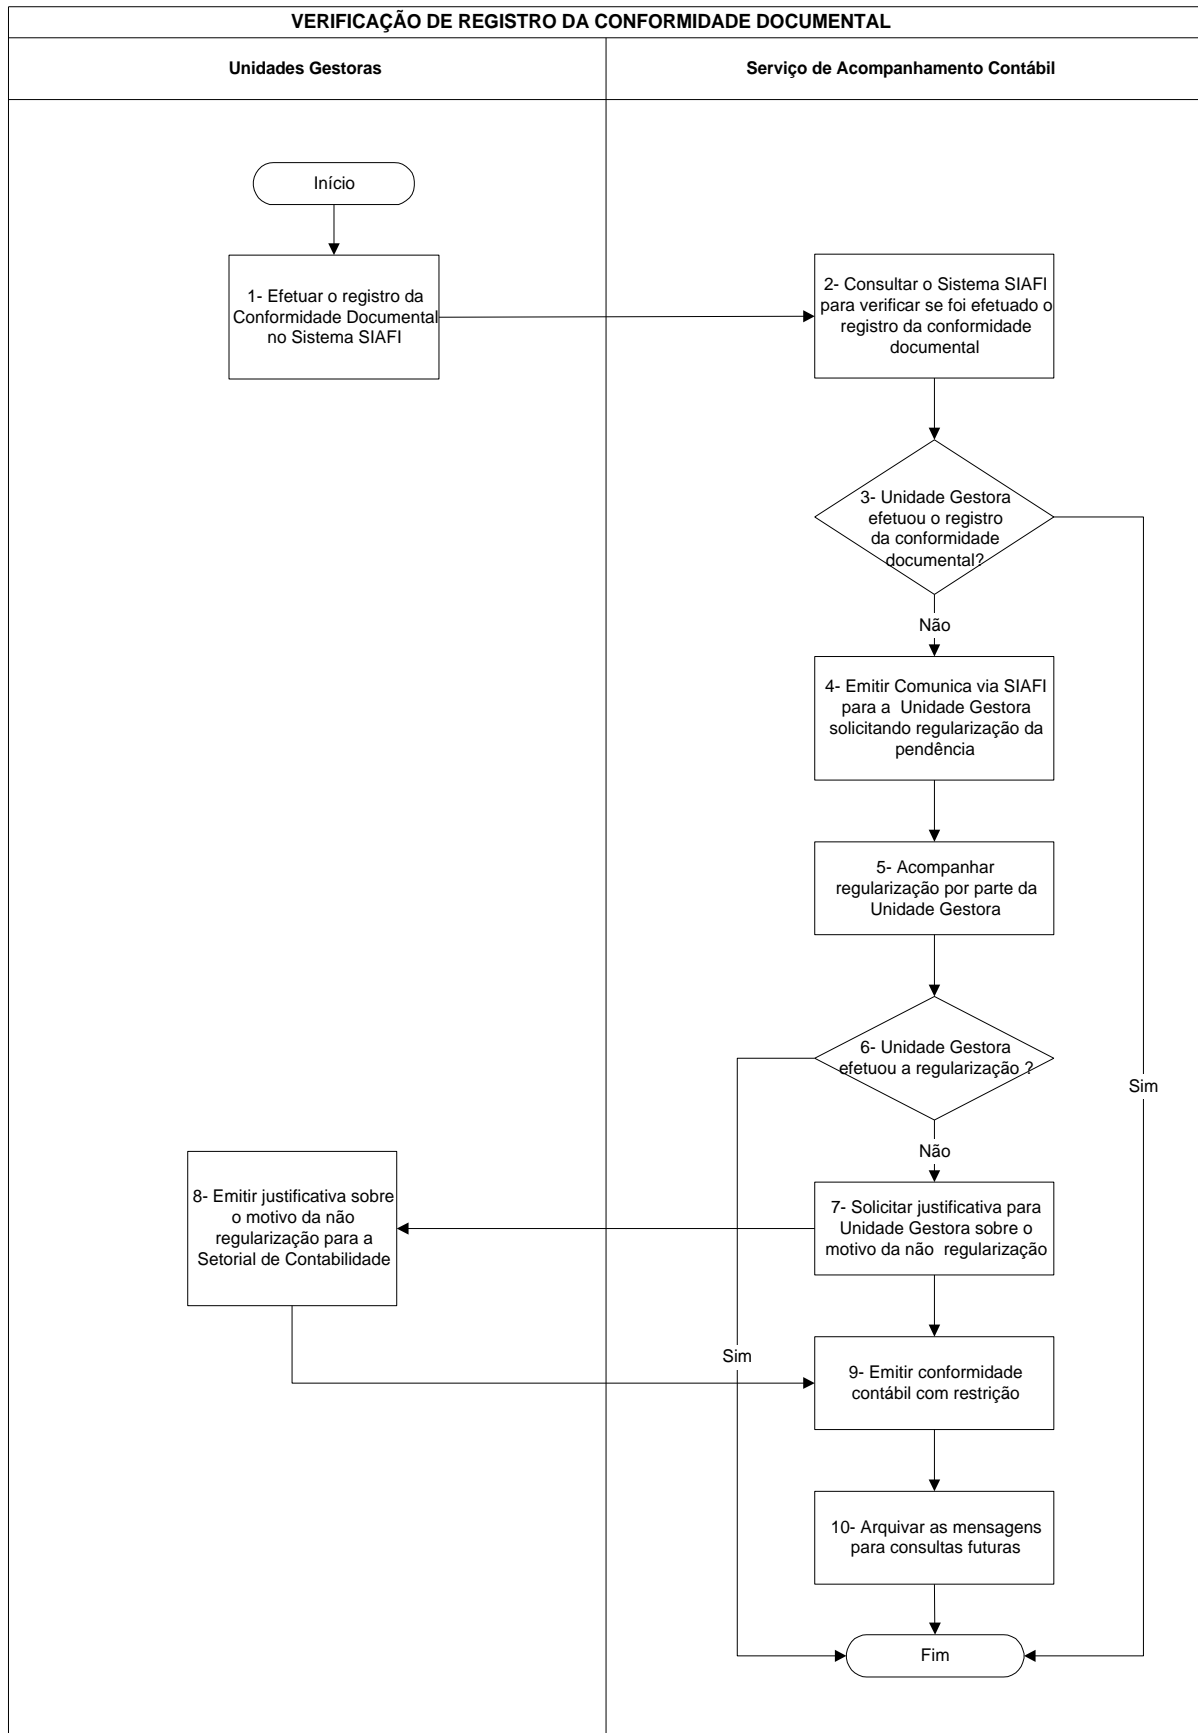 VERIFICAÇÃO DE REGISTRO DA CONFORMIDADE DOCUMENTAL
Unidades Gestoras
Serviço de Acompanhamento Contábil
Início
1- Efetuar o registro da
Conformidade Documental
no Sistema SIAFI
2- Consultar o Sistema SIAFI
para verificar se foi efetuado o
registro da conformidade
documental
3- Unidade Gestora
efetuou o registro
da conformidade
documental?
Não
4- Emitir Comunica via SIAFI
para a Unidade Gestora
solicitando regularização da
pendência
5- Acompanhar
regularização por parte da
Unidade Gestora
6- Unidade Gestora
efetuou a regularização ?
Sim
Não
7- Solicitar justificativa para
Unidade Gestora sobre o
motivo da não regularização
8- Emitir justificativa sobre
o motivo da não
regularização para a
Setorial de Contabilidade
Sim
9- Emitir conformidade
contábil com restrição
10- Arquivar as mensagens
para consultas futuras
Fim